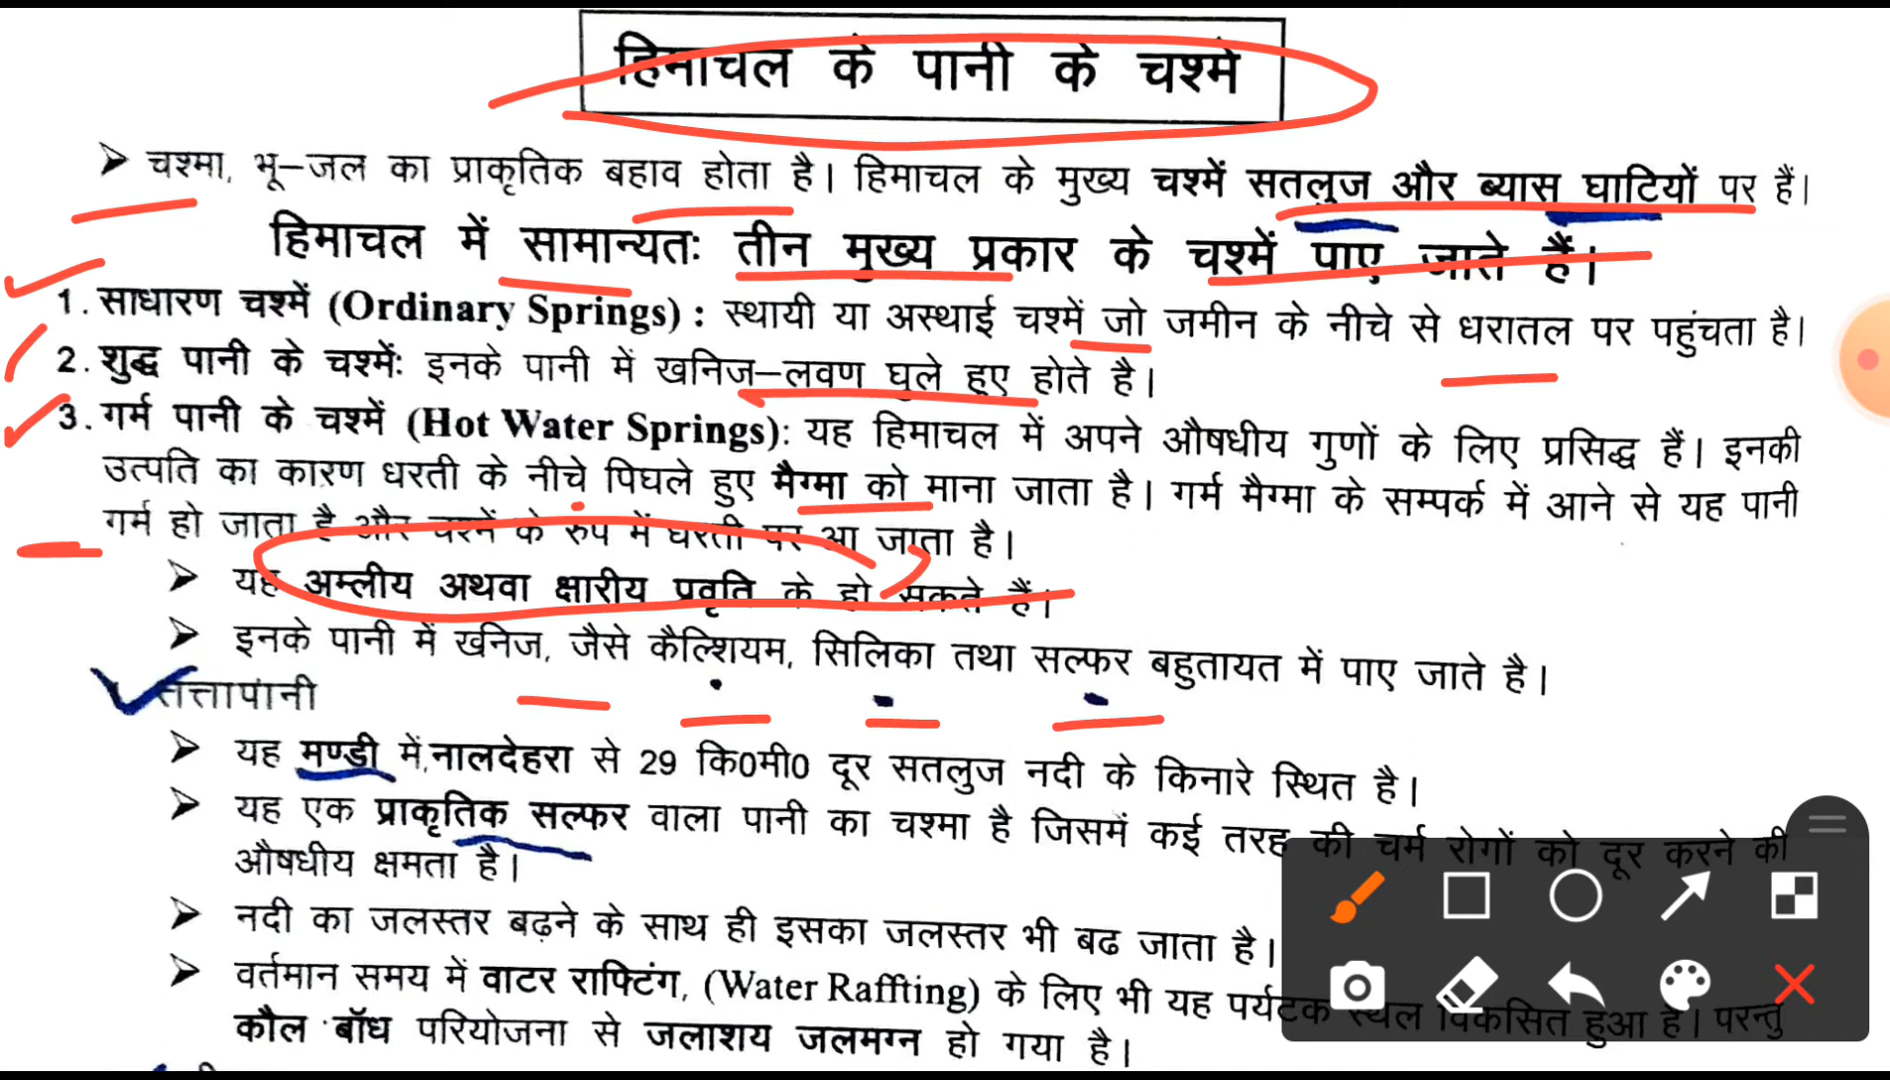 हिमाचल के पानी के चश्मे
➤ चश्मा, भू–जल का प्राकृतिक बहाव होता है। हिमाचल के मुख्य चश्में सतलुज और ब्यास घाटियों पर हैं।
हिमाचल में सामान्यतः तीन मुख्य प्रकार के चश्में पाए जाते हैं।
1. साधारण चश्में (Ordinary Springs) : स्थायी या अस्थाई चश्में जो जमीन के नीचे से धरातल पर पहुंचता है।
2. शुद्ध पानी के चश्में: इनके पानी में खनिज–लवण घुले हुए होते है।
3. गर्म पानी के चश्में (Hot Water Springs): यह हिमाचल में अपने औषधीय गुणों के लिए प्रसिद्ध हैं। इनकी
उत्पति का कारण धरती के नीचे पिघले हुए मैग्मा को माना जाता है। गर्म मैग्मा के सम्पर्क में आने से यह पानी
गर्म हो जाता है और चश्में के रुप में धरती पर आ जाता है।
➤ यह अम्लीय अथवा क्षारीय प्रवृति के हो सकते हैं।
➤ इनके पानी में खनिज, जैसे कैल्शियम, सिलिका तथा सल्फर बहुतायत में पाए जाते है।
तत्तापानी
➤ यह मण्डी में नालदेहरा से 29 कि0मी0 दूर सतलुज नदी के किनारे स्थित है।
➤ यह एक प्राकृतिक सल्फर वाला पानी का चश्मा है जिसमें कई तरह की चर्म रोगों को दूर करने की
औषधीय क्षमता है।
➤ नदी का जलस्तर बढ़ने के साथ ही इसका जलस्तर भी बढ जाता है।
➤ वर्तमान समय में वाटर राफ्टिंग, (Water Raffting) के लिए भी यह पर्यटक स्थल विकसित हुआ है। परन्तु
कौल बॉध परियोजना से जलाशय जलमग्न हो गया है।